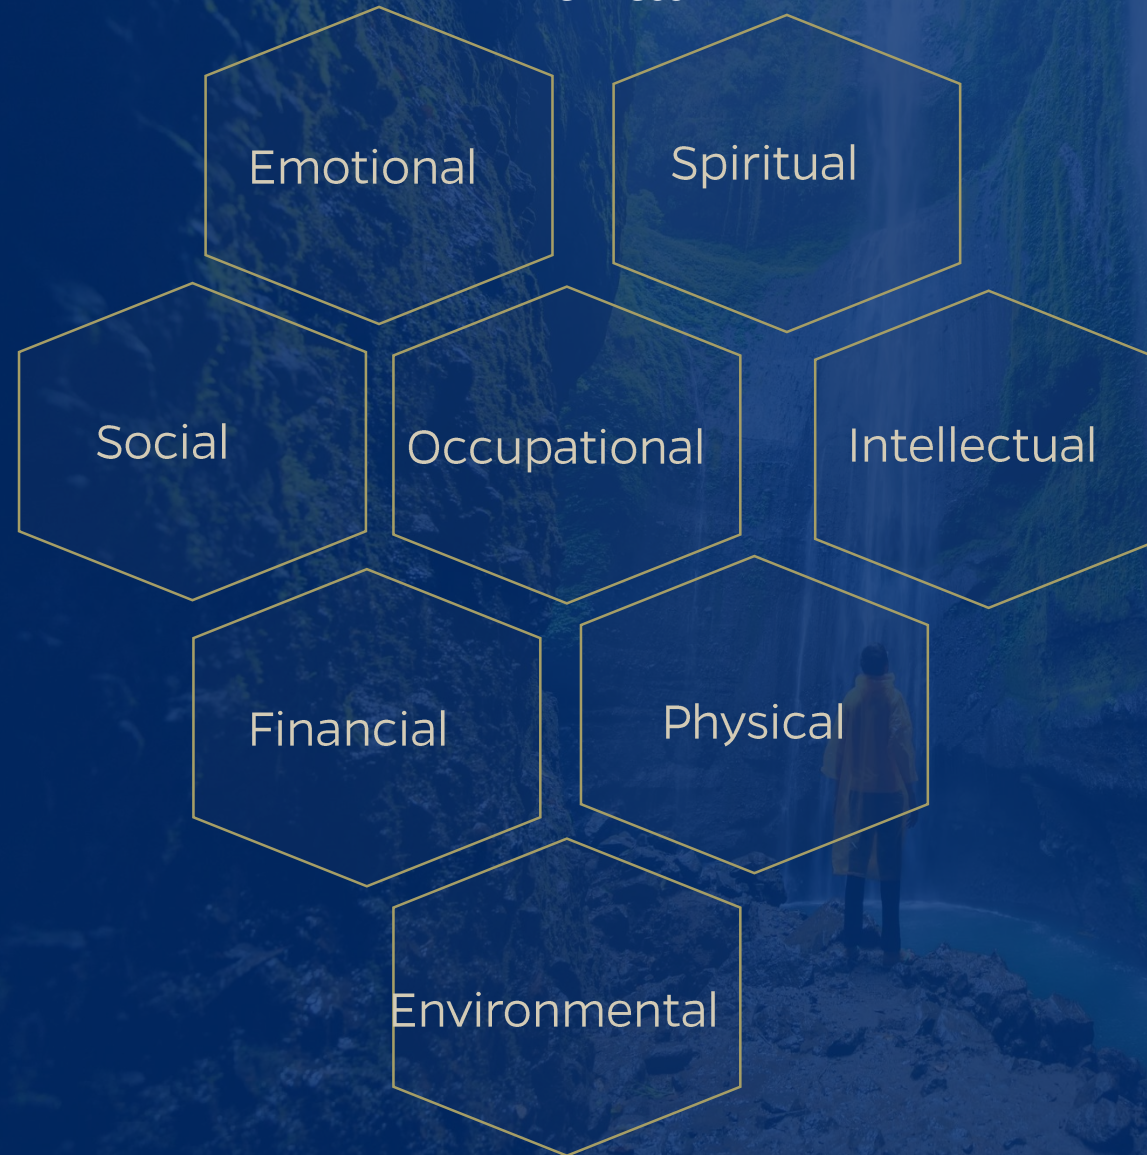 Emotional
Spiritual
Social
Occupational
Intellectual
Financial
Physical
Environmental